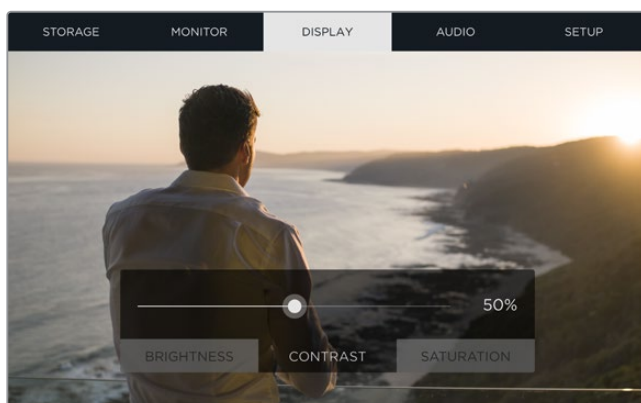 STORAGE MONITOR DISPLAY AUDIO SETUP
50%
BRIGHTNESS CONTRAST SATURATION